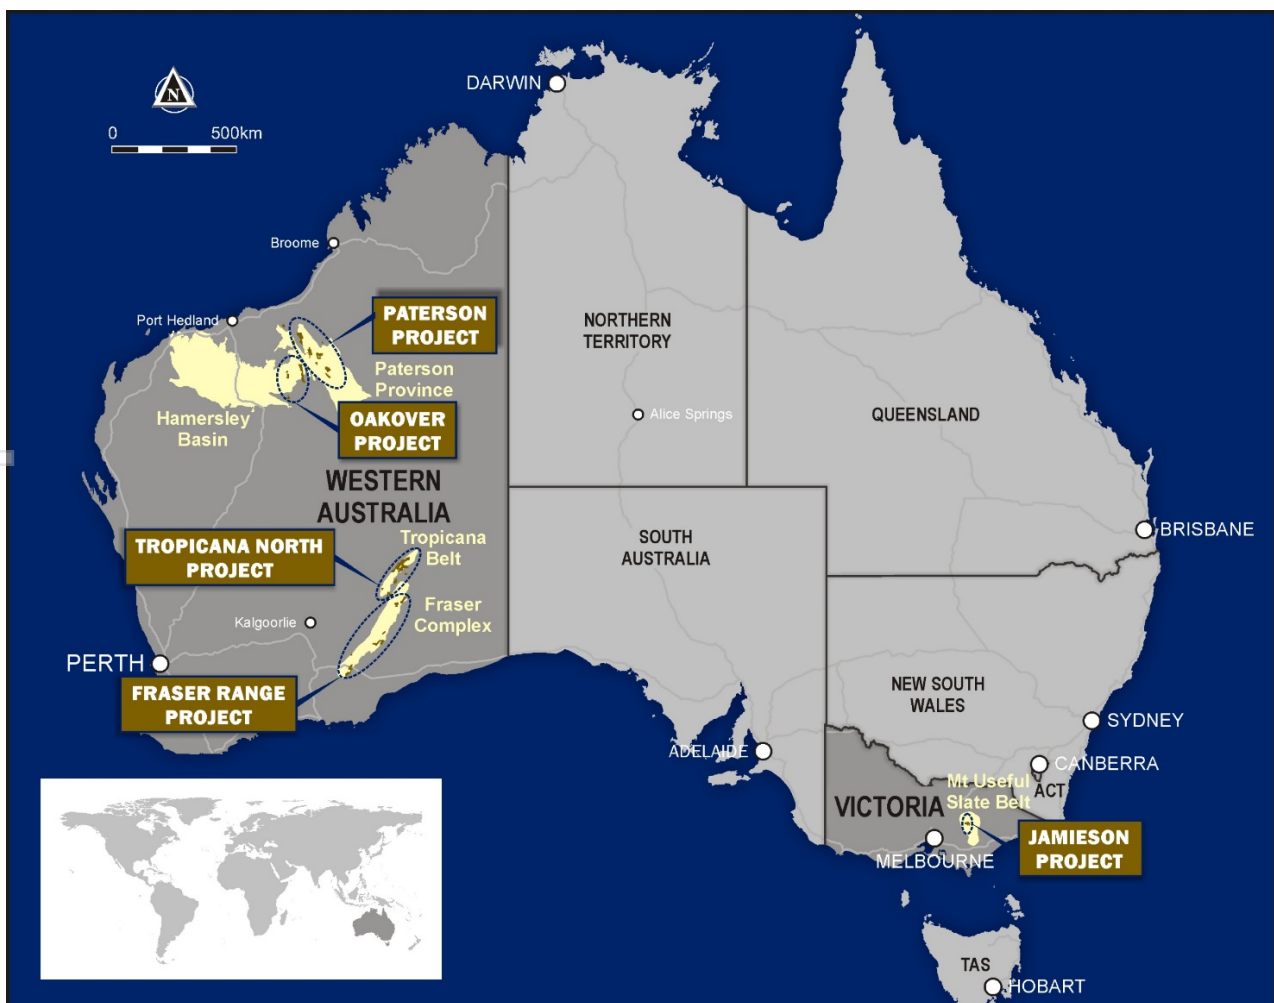 DARWIN
N
0 500km
Broome
PATERSON
PROJECT
Port Hedland
NORTHERN
TERRITORY
Paterson
Province
Hamersley
Basin
OAKOVER
PROJECT
Alice Springs
QUEENSLAND
WESTERN
AUSTRALIA
TROPICANA NORTH
PROJECT
Tropicana
Belt
SOUTH
AUSTRALIA
BRISBANE
Kalgoorlie
Fraser
Complex
PERTH
FRASER RANGE
PROJECT
NEW SOUTH
WALES
SYDNEY
ADELAIDE
CANBERRA
ACT
Mt Useful
Slate Belt
VICTORIA
JAMIESON
PROJECT
MELBOURNE
TAS
HOBART